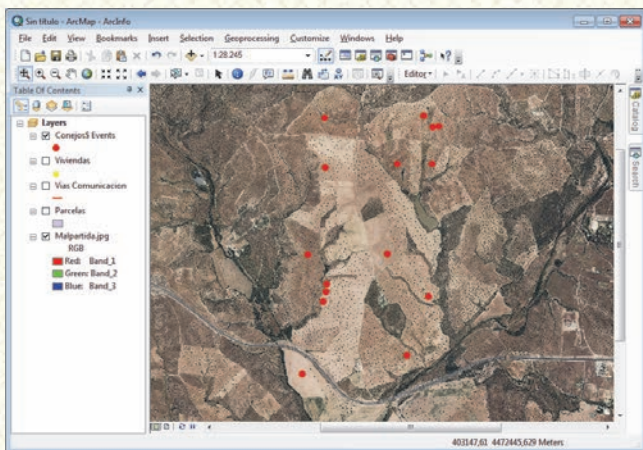 Sin título - ArcMap - ArcInfo
File Edit View Bookmarks Insert Selection Geoprocessing Customize Windows Help
1:28.245
Editor
Table Of Contents
Layers
Conejos$ Events
Viviendas
Vias Comunicacion
Parcelas
Malpartida.jpg
RGB
Red: Band_1
Green: Band_2
Blue: Band_3
Catalog
Search
403147,61 4472445,629 Meters